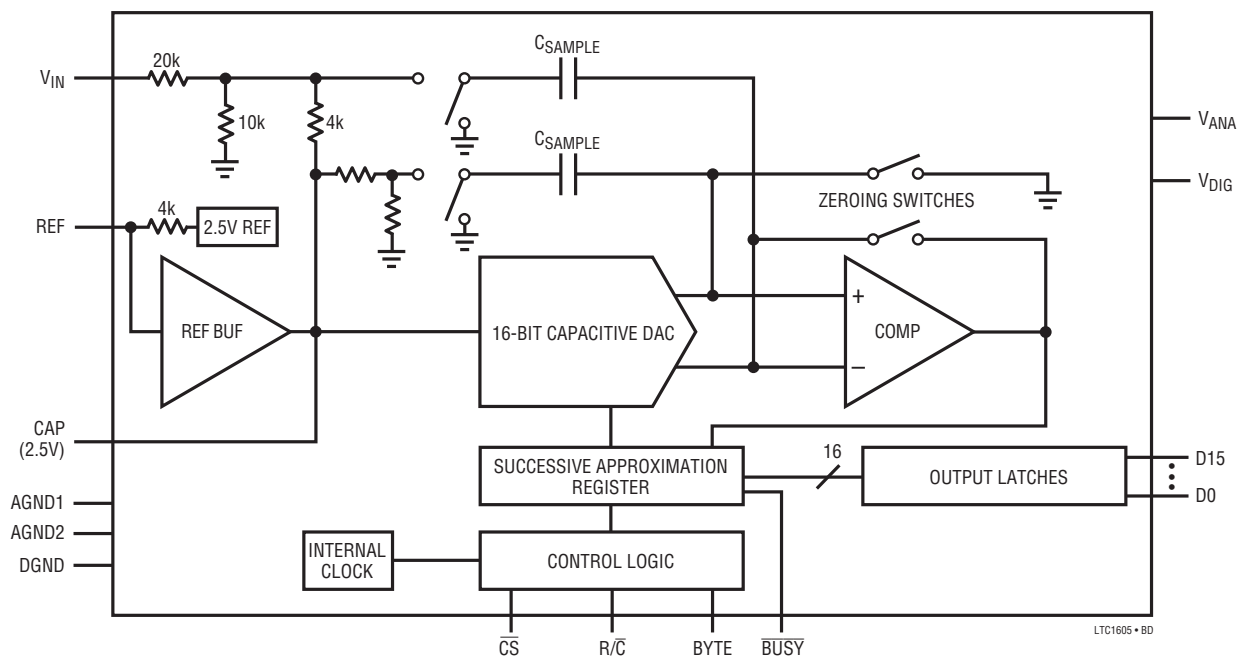 20k
C_SAMPLE
V_IN
10k
4k
V_ANA
C_SAMPLE
V_DIG
ZEROING SWITCHES
4k
REF
2.5V REF
+
REF BUF
16-BIT CAPACITIVE DAC
COMP
−
CAP
(2.5V)
16
SUCCESSIVE APPROXIMATION
REGISTER
OUTPUT LATCHES
D15
D0
AGND1
AGND2
DGND
INTERNAL
CLOCK
CONTROL LOGIC
C̅S̅
R/C̅
BYTE
B̅U̅S̅Y̅
LTC1605 • BD